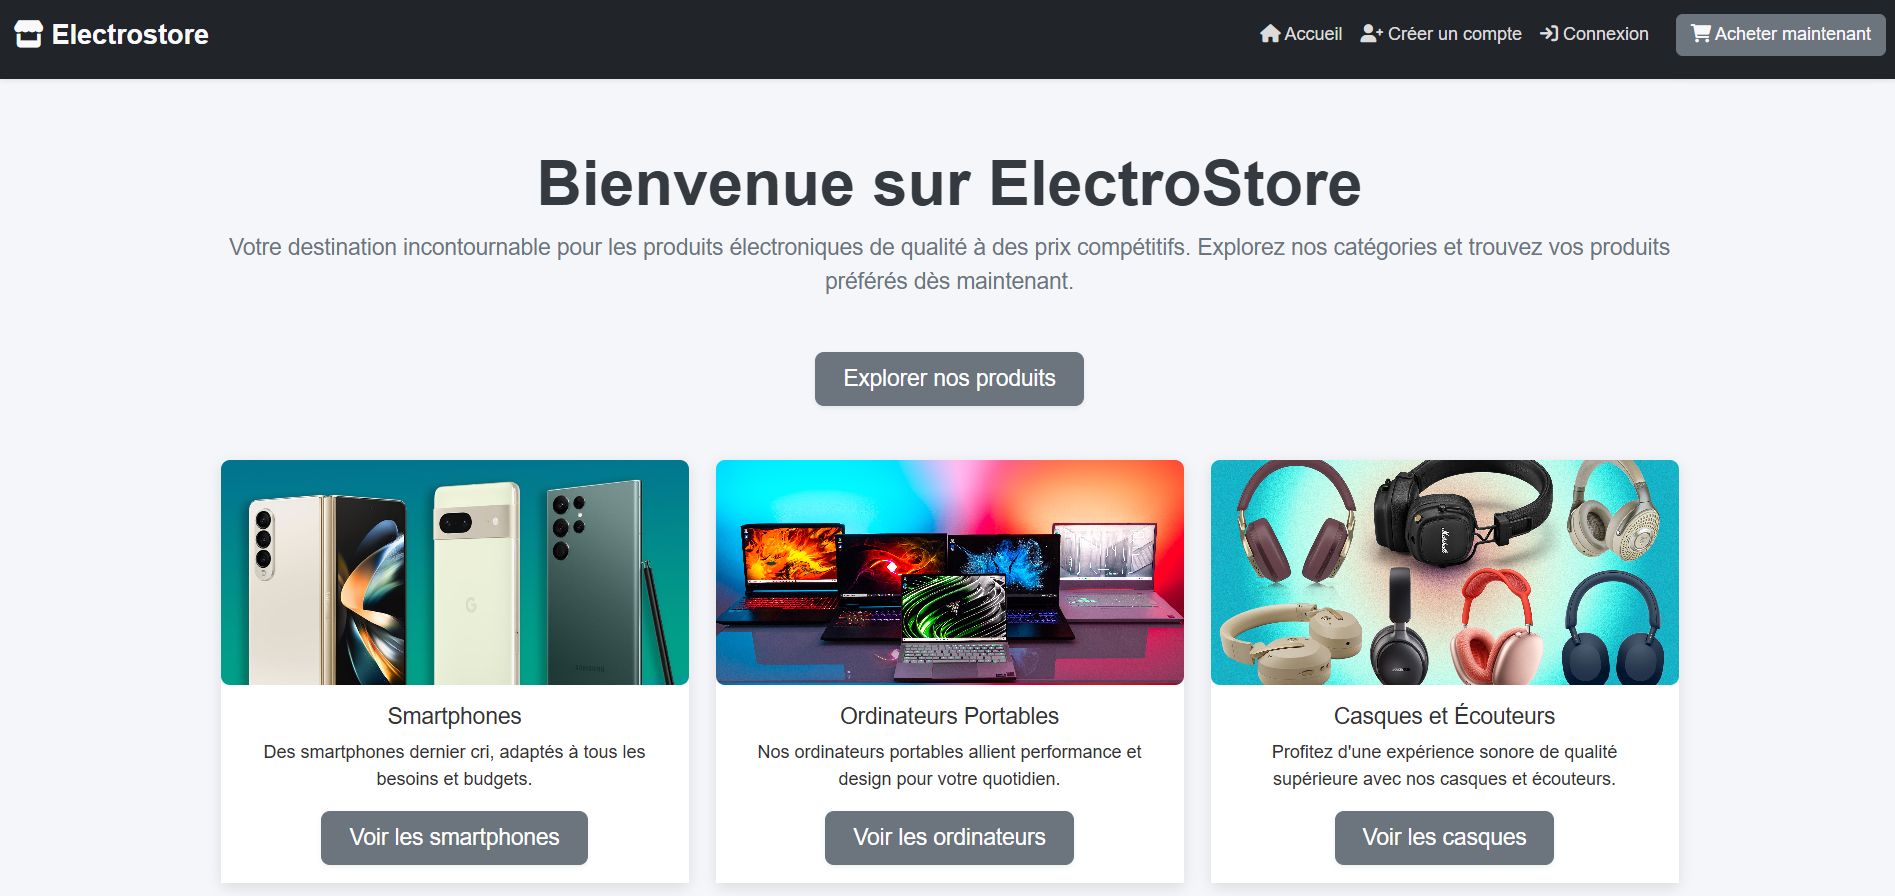 Electrostore
Accueil
Créer un compte
Connexion
Acheter maintenant
Bienvenue sur ElectroStore
Votre destination incontournable pour les produits électroniques de qualité à des prix compétitifs. Explorez nos catégories et trouvez vos produits
préférés dès maintenant.
Explorer nos produits
G
SAMSUNG
Marshall
Smartphones
Des smartphones dernier cri, adaptés à tous les
besoins et budgets.
Voir les smartphones
Ordinateurs Portables
Nos ordinateurs portables allient performance et
design pour votre quotidien.
Voir les ordinateurs
Casques et Écouteurs
Profitez d'une expérience sonore de qualité
supérieure avec nos casques et écouteurs.
Voir les casques